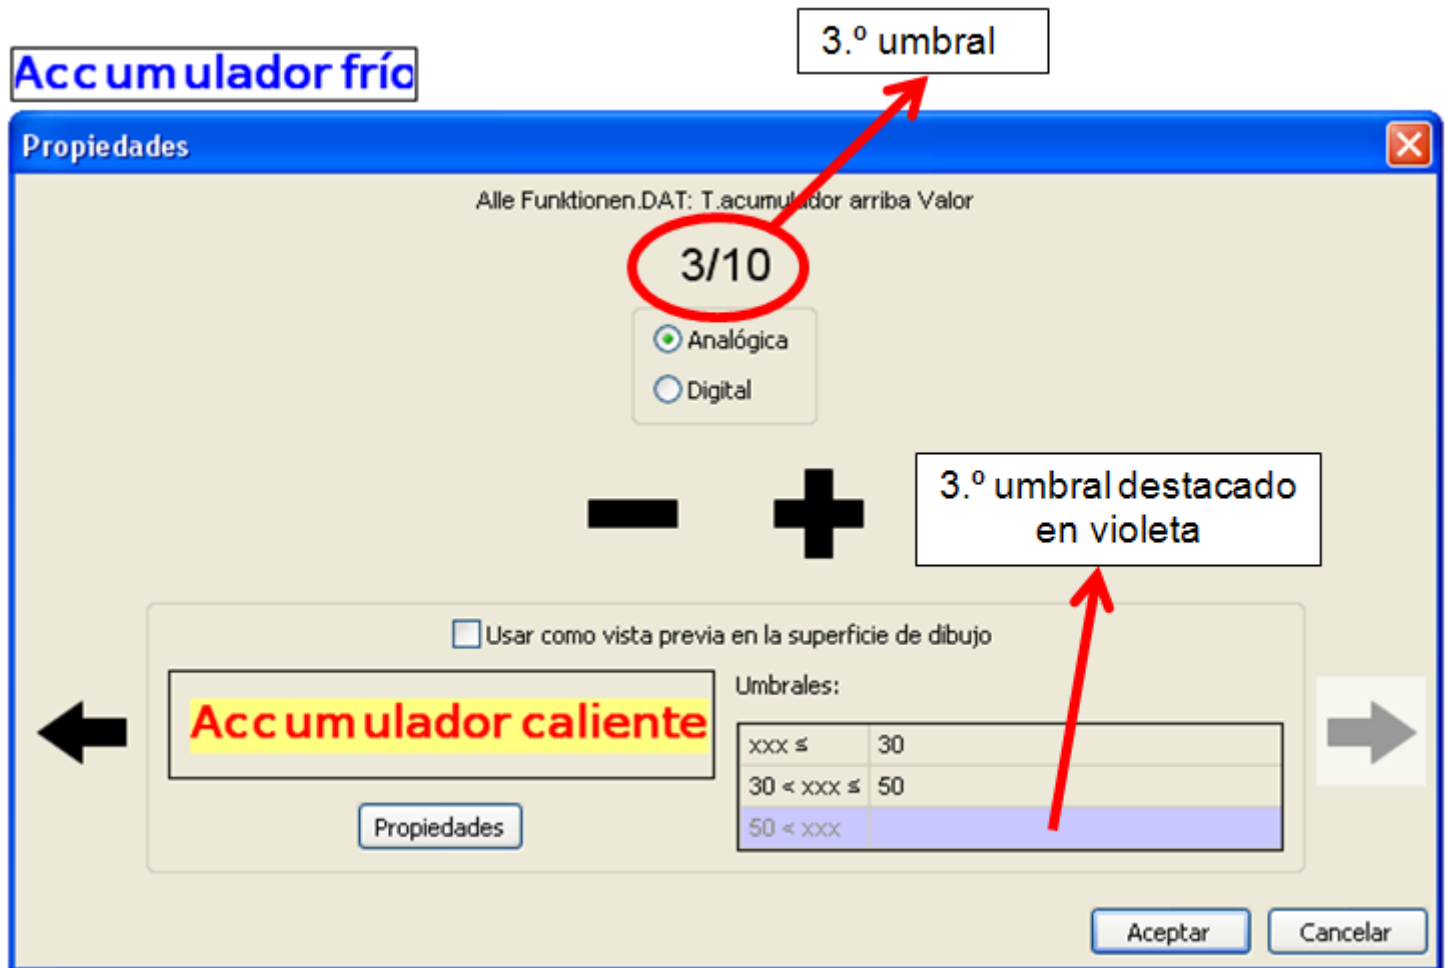 3.º umbral
Accumulador frío
Propiedades
Alle Funktionen.DAT: T.acumulador arriba Valor
3/10
Analógica
Digital
3.º umbral destacado
en violeta
Usar como vista previa en la superficie de dibujo
Umbrales:
Accumulador caliente
xxx ≤ 30
30 < xxx ≤ 50
50 < xxx
Propiedades
Aceptar Cancelar